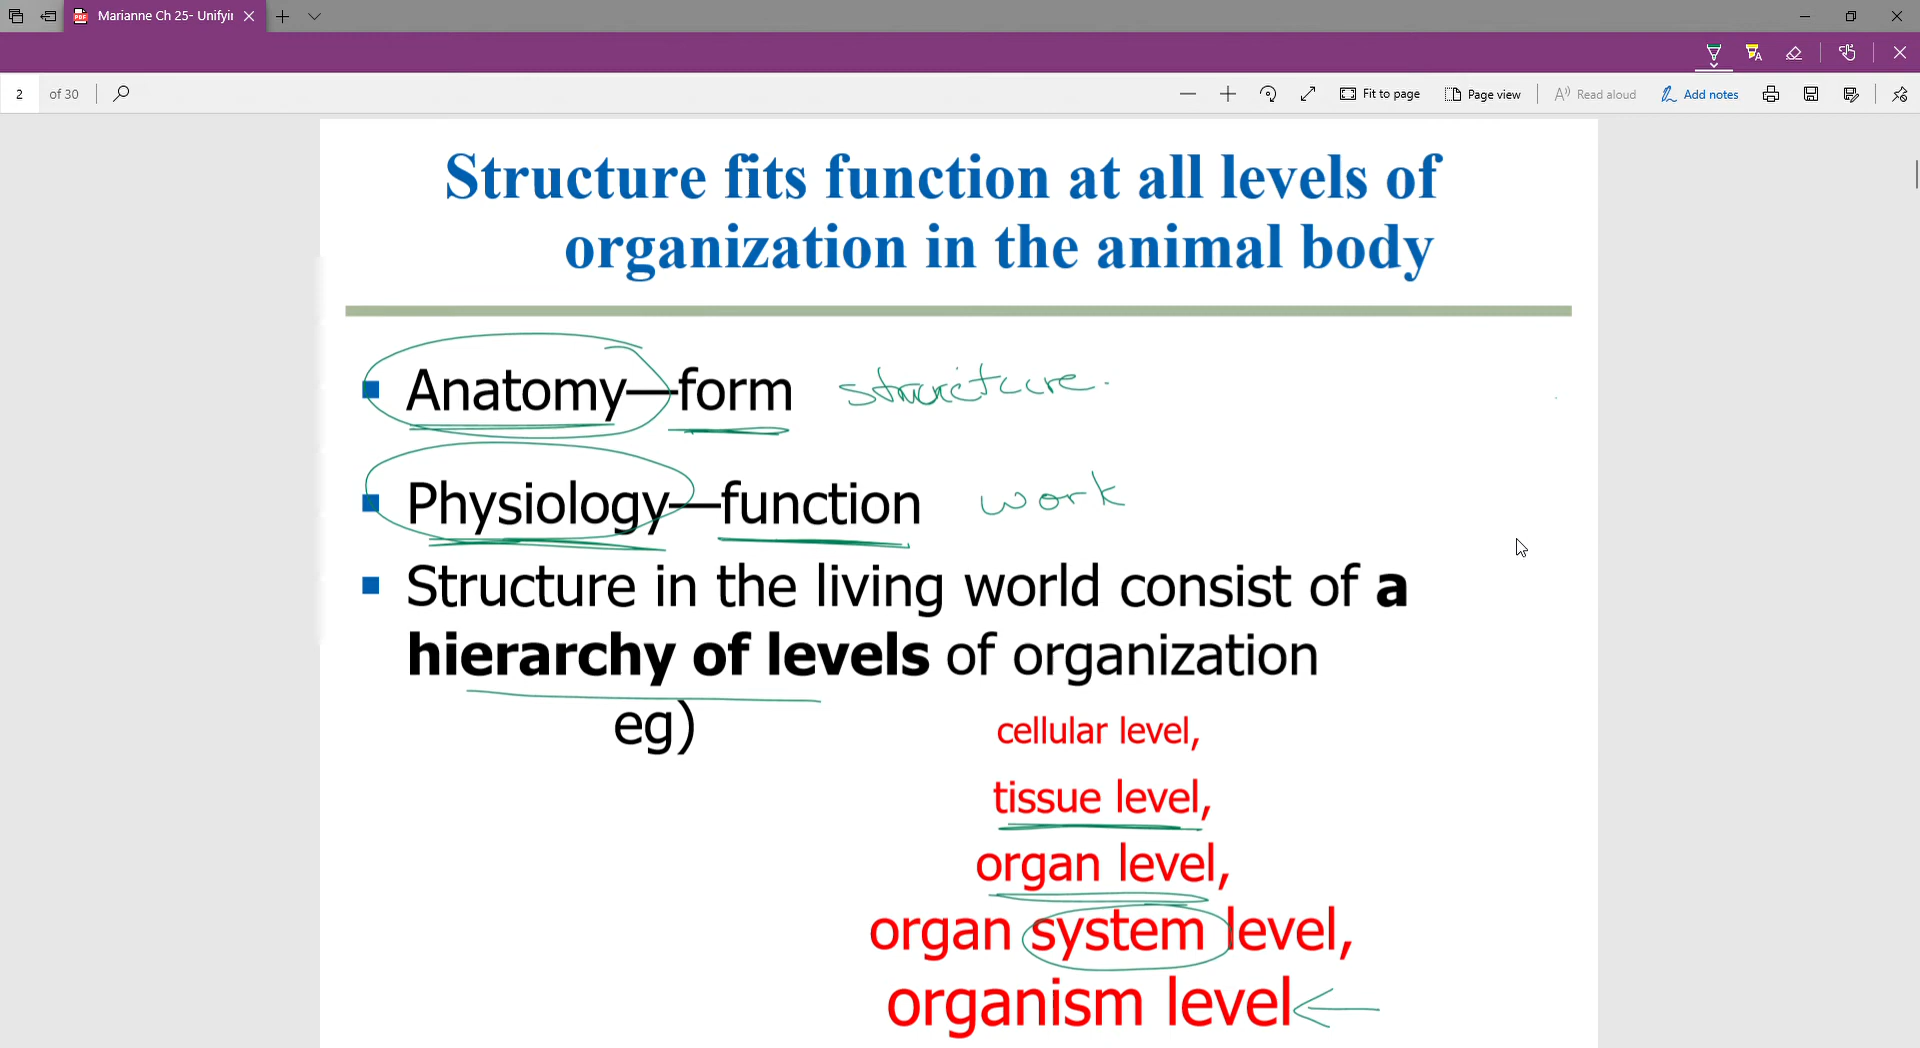 Marianne Ch 25- Unifyi
2 of 30
Fit to page
Page view
Read aloud
Add notes
Structure fits function at all levels of
organization in the animal body
Anatomy—form structure.
Physiology—function work
Structure in the living world consist of a
hierarchy of levels of organization
eg) cellular level,
tissue level,
organ level,
organ system level,
organism level